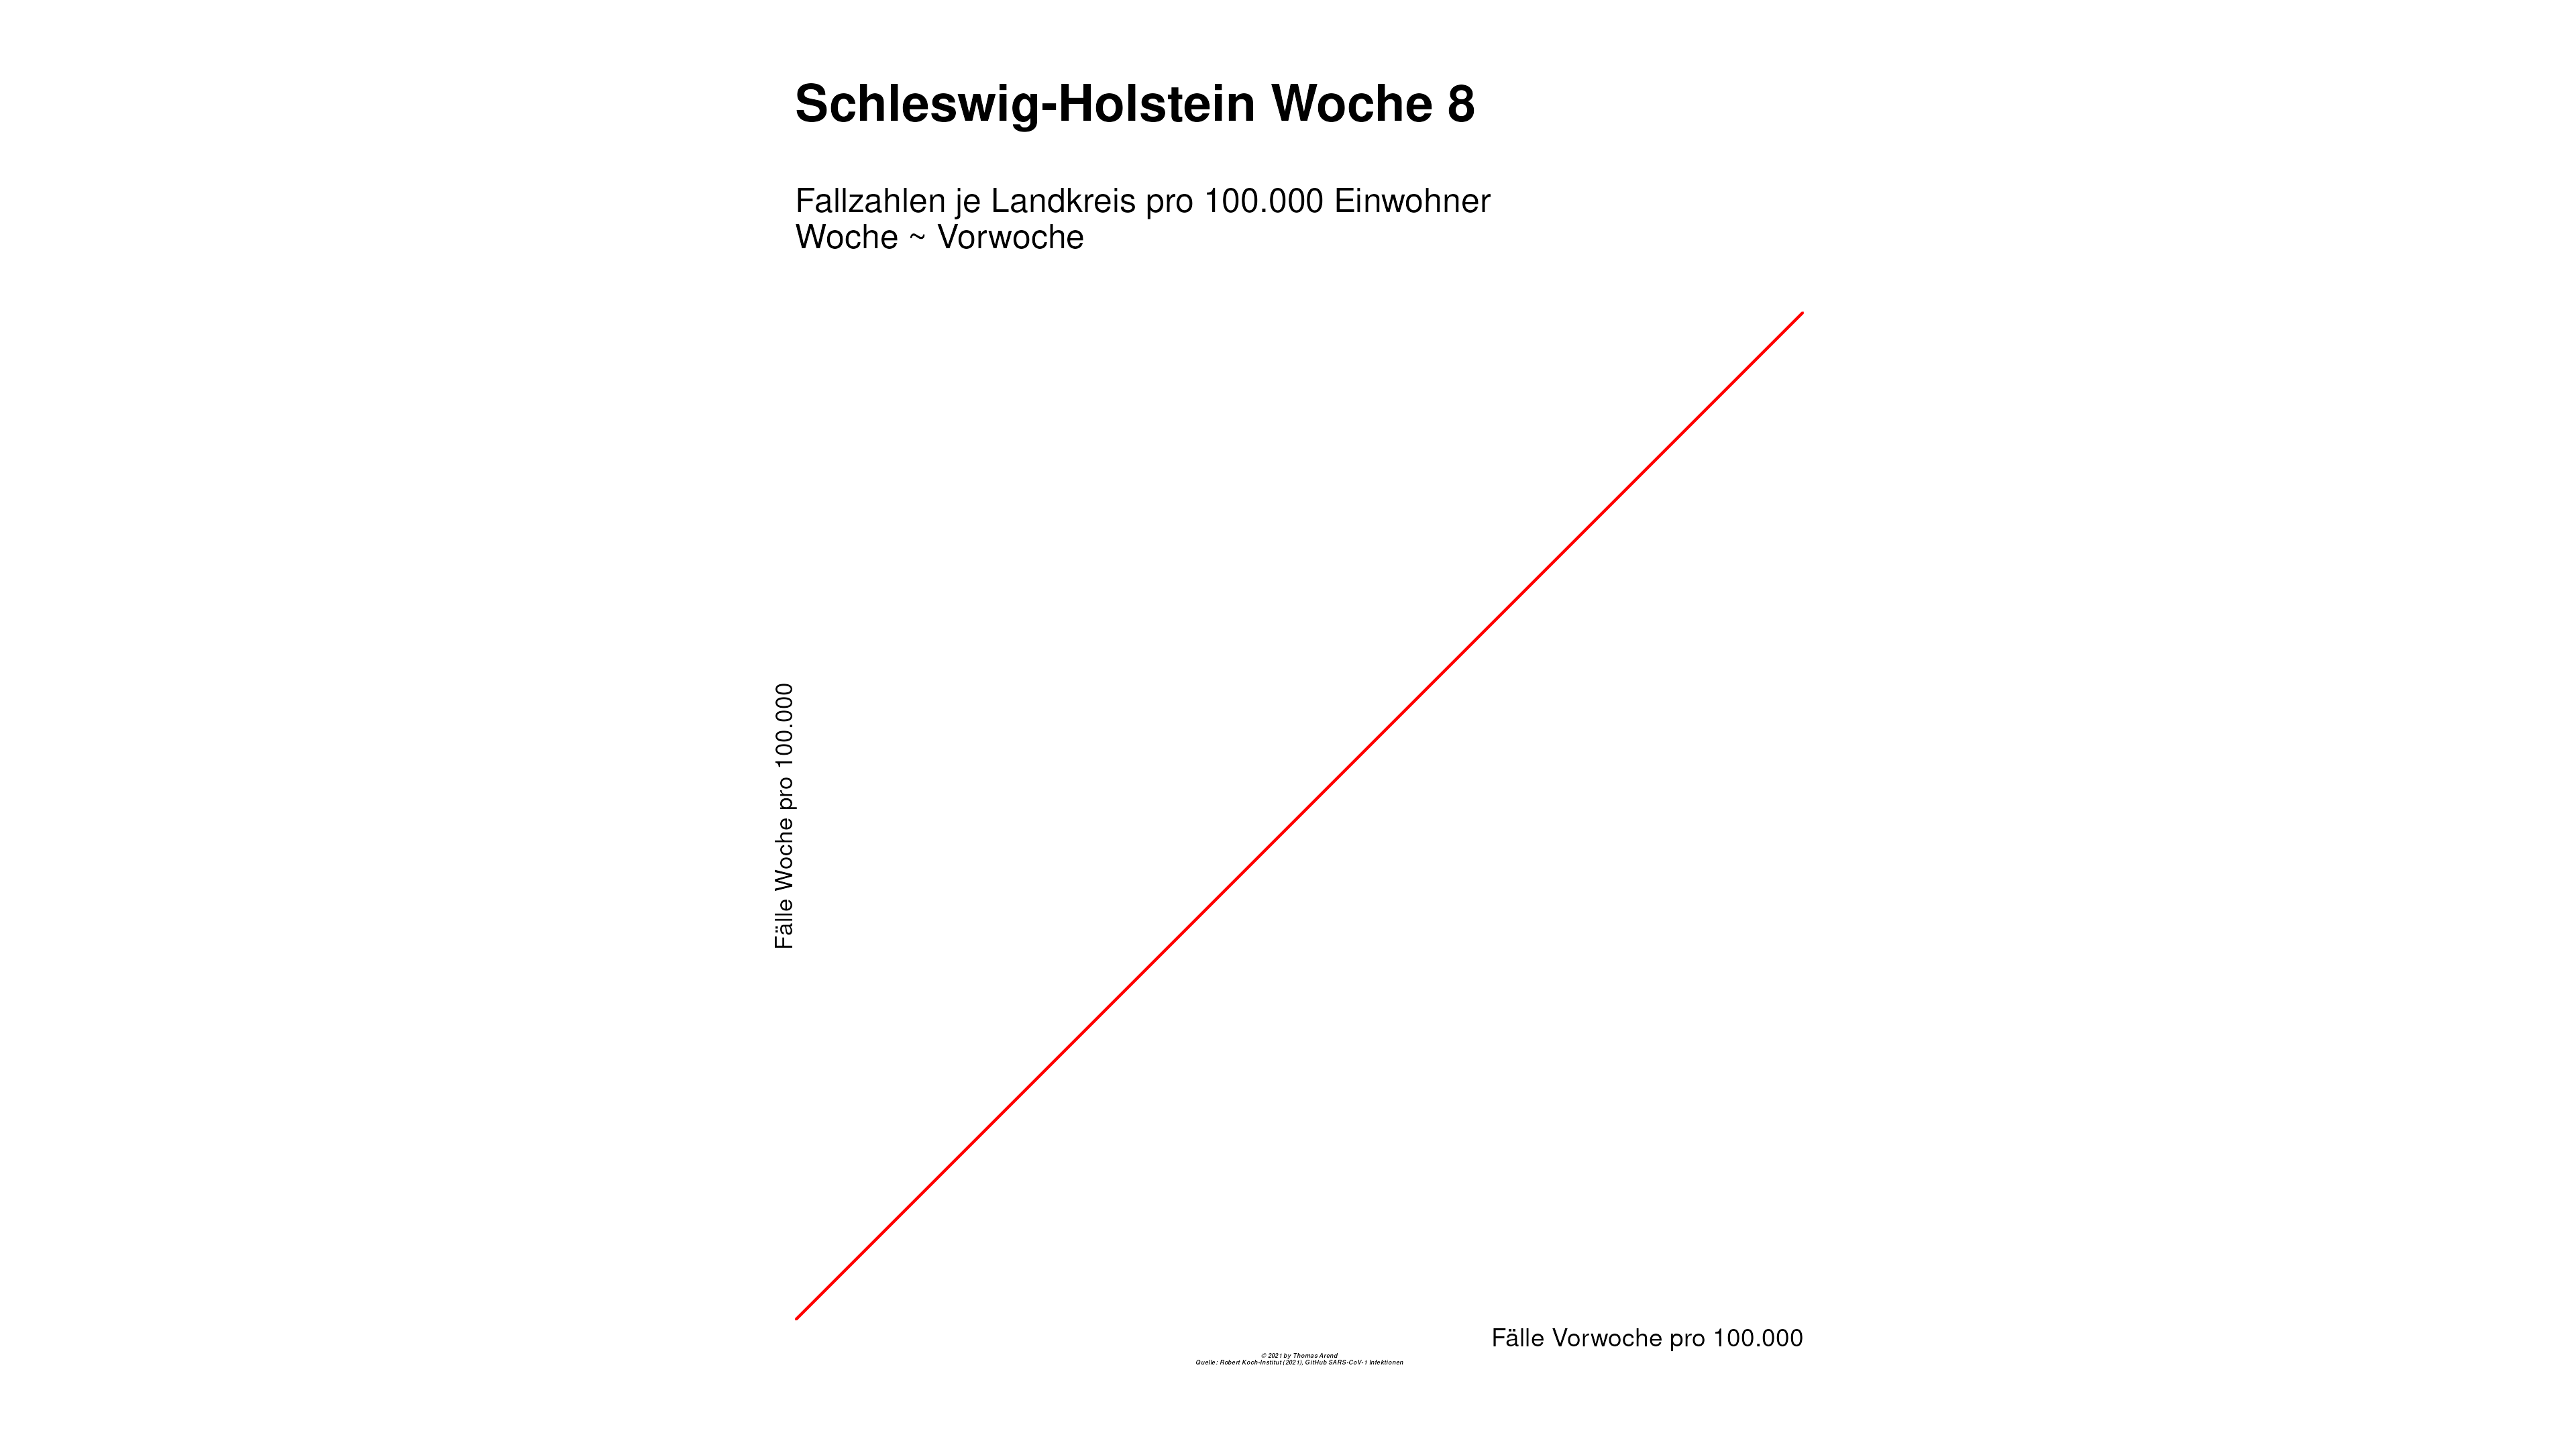 Schleswig-Holstein Woche 8
Fallzahlen je Landkreis pro 100.000 Einwohner
Woche ~ Vorwoche
Fälle Woche pro 100.000
Fälle Vorwoche pro 100.000
© 2021 by Thomas Arend
Quelle: Robert Koch-Institut (2021), GitHub SARS-CoV-1 Infektionen